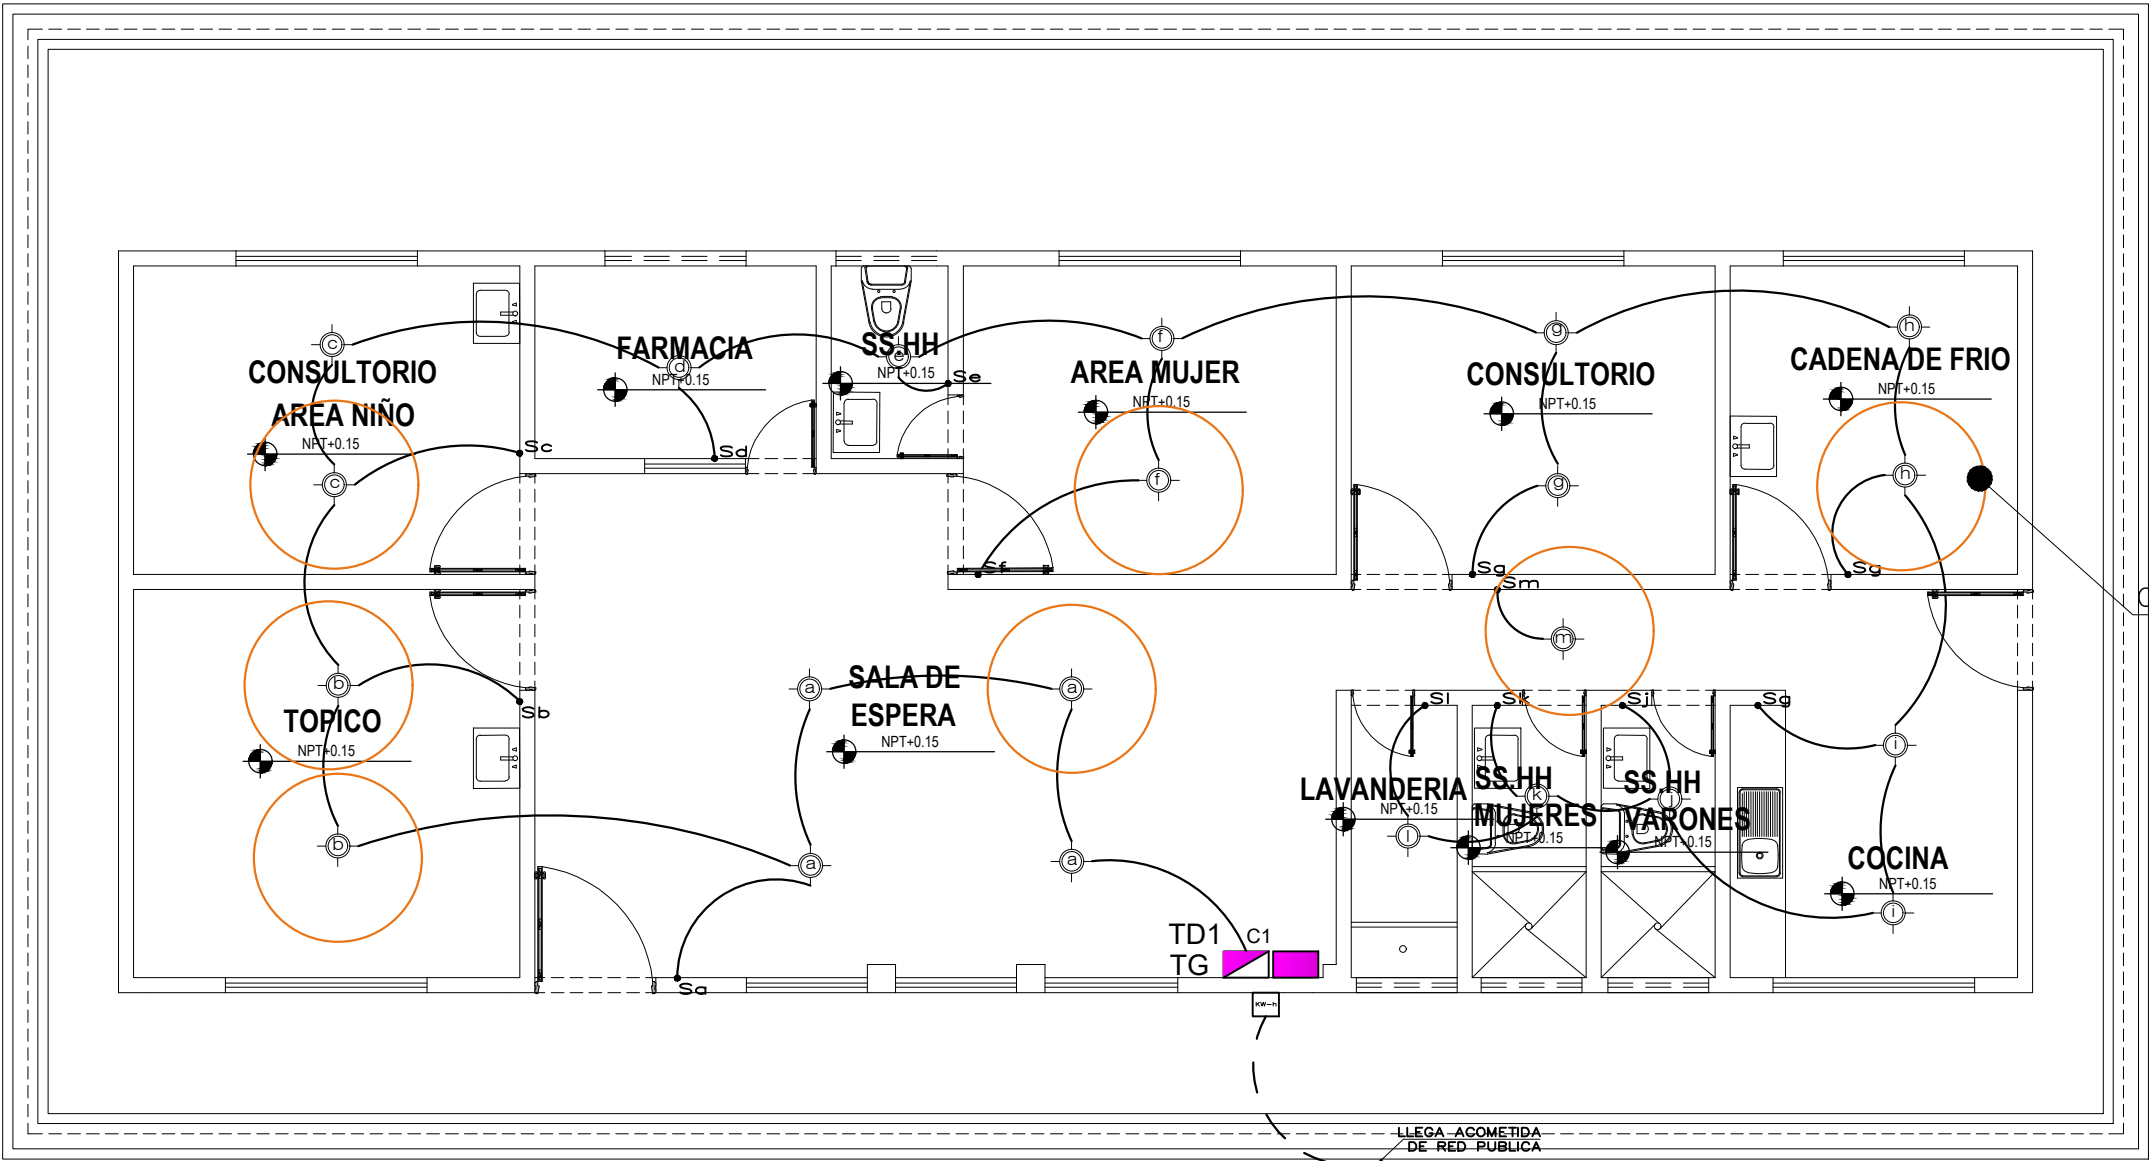 c
CONSULTORIO
AREA NIÑO
NPT+0.15
c
Sc
FARMACIA
d
NPT+0.15
Sd
SS.HH
e
NPT+0.15
Se
f
AREA MUJER
NPT+0.15
f
Sf
g
CONSULTORIO
NPT+0.15
g
Sg
h
CADENA DE FRIO
NPT+0.15
h
Sg
Sm
m
b
Sb
TOPICO
NPT+0.15
b
a
SALA DE
ESPERA
NPT+0.15
a
a
a
Sa
Sl
LAVANDERIA
NPT+0.15
l
Sk
SS.HH
k
MUJERES
NPT+0.15
Sj
SS.HH
j
VARONES
NPT+0.15
Sg
i
COCINA
NPT+0.15
i
TD1
C1
TG
KW-h
LLEGA ACOMETIDA
DE RED PUBLICA